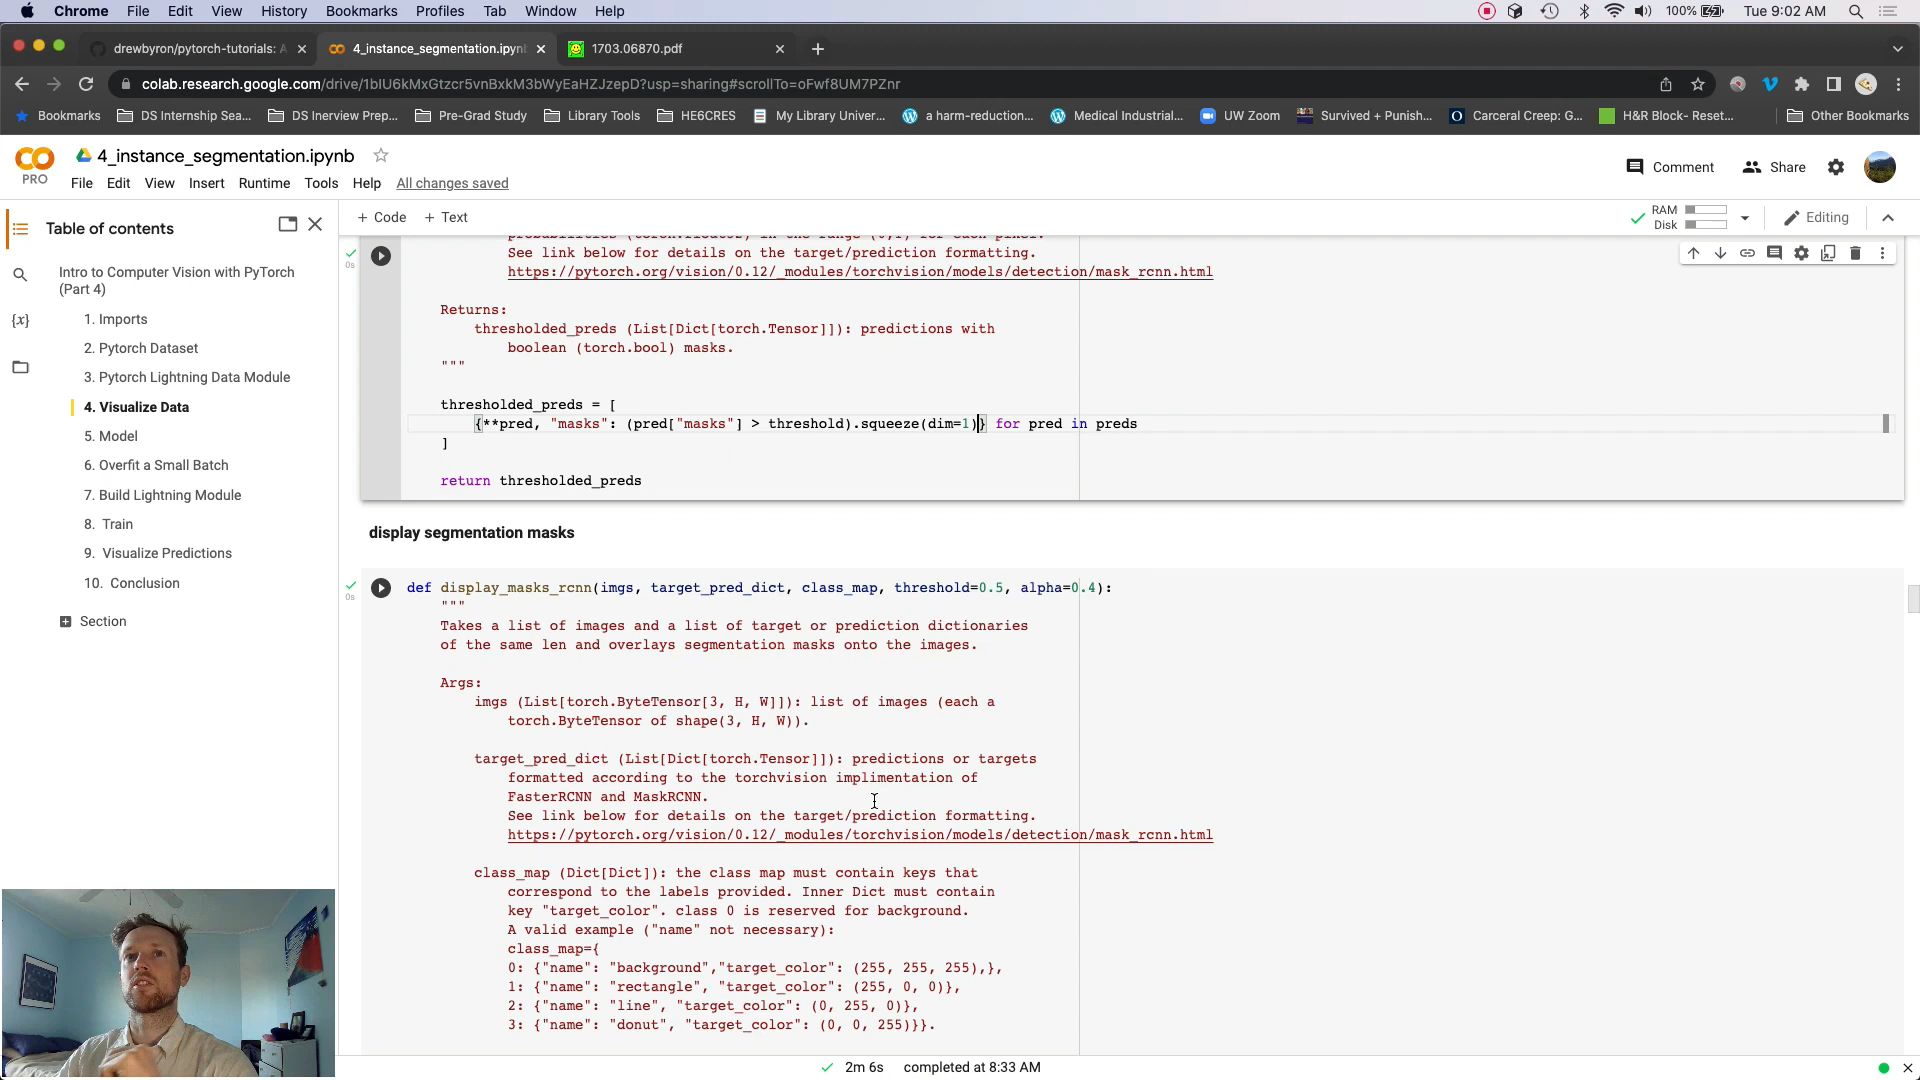 Chrome File Edit View History Bookmarks Profiles Tab Window Help 100% Tue 9:02 AM
drewbyron/pytorch-tutorials: A 4_instance_segmentation.ipyn 1703.06870.pdf
colab.research.google.com/drive/1bIU6kMxGtzcr5vnBxkM3bWyEaHZJzepD?usp=sharing#scrollTo=oFwf8UM7PZnr
Bookmarks DS Internship Sea... DS Inerview Prep... Pre-Grad Study Library Tools HE6CRES My Library Univer... a harm-reduction... Medical Industrial... UW Zoom Survived + Punish... Carceral Creep: G... H&R Block- Reset... Other Bookmarks
4_instance_segmentation.ipynb
PRO
File Edit View Insert Runtime Tools Help All changes saved
Comment Share
+ Code + Text
RAM
Disk
Editing
Table of contents
Intro to Computer Vision with PyTorch
(Part 4)
1. Imports
2. Pytorch Dataset
3. Pytorch Lightning Data Module
4. Visualize Data
5. Model
6. Overfit a Small Batch
7. Build Lightning Module
8. Train
9. Visualize Predictions
10. Conclusion
Section
{x}
0s
See link below for details on the target/prediction formatting.
https://pytorch.org/vision/0.12/_modules/torchvision/models/detection/mask_rcnn.html
Returns:
thresholded_preds (List[Dict[torch.Tensor]]): predictions with
boolean (torch.bool) masks.
"""
thresholded_preds = [
{**pred, "masks": (pred["masks"] > threshold).squeeze(dim=1)} for pred in preds
]
return thresholded_preds
display segmentation masks
0s
def display_masks_rcnn(imgs, target_pred_dict, class_map, threshold=0.5, alpha=0.4):
"""
Takes a list of images and a list of target or prediction dictionaries
of the same len and overlays segmentation masks onto the images.
Args:
imgs (List[torch.ByteTensor[3, H, W]]): list of images (each a
torch.ByteTensor of shape(3, H, W)).
target_pred_dict (List[Dict[torch.Tensor]]): predictions or targets
formatted according to the torchvision implimentation of
FasterRCNN and MaskRCNN.
See link below for details on the target/prediction formatting.
https://pytorch.org/vision/0.12/_modules/torchvision/models/detection/mask_rcnn.html
class_map (Dict[Dict]): the class map must contain keys that
correspond to the labels provided. Inner Dict must contain
key "target_color". class 0 is reserved for background.
A valid example ("name" not necessary):
class_map={
0: {"name": "background","target_color": (255, 255, 255),},
1: {"name": "rectangle", "target_color": (255, 0, 0)},
2: {"name": "line", "target_color": (0, 255, 0)},
3: {"name": "donut", "target_color": (0, 0, 255)}}.
2m 6s completed at 8:33 AM